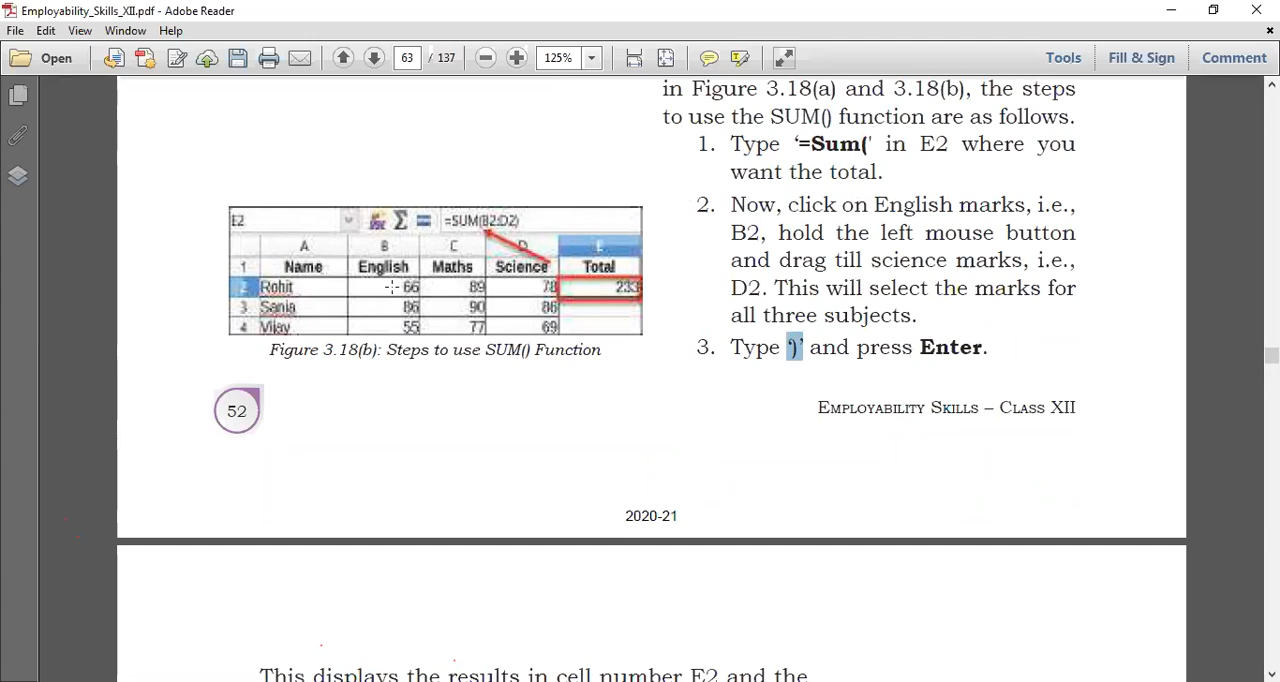 Employability_Skills_XII.pdf - Adobe Reader
File Edit View Window Help
Open 63 / 137 125% Tools Fill & Sign Comment
in Figure 3.18(a) and 3.18(b), the steps
to use the SUM() function are as follows.
1. Type ‘=Sum(' in E2 where you
want the total.
2. Now, click on English marks, i.e.,
B2, hold the left mouse button
and drag till science marks, i.e.,
D2. This will select the marks for
all three subjects.
3. Type ‘)’ and press Enter.
E2 =SUM(B2:D2)
A B C D E
1 Name English Maths Science Total
2 Rohit 66 89 78 233
3 Sania 86 90 86
4 Vijay 55 77 69
Figure 3.18(b): Steps to use SUM() Function
52
Employability Skills – Class XII
2020-21
This displays the results in cell number E2 and the